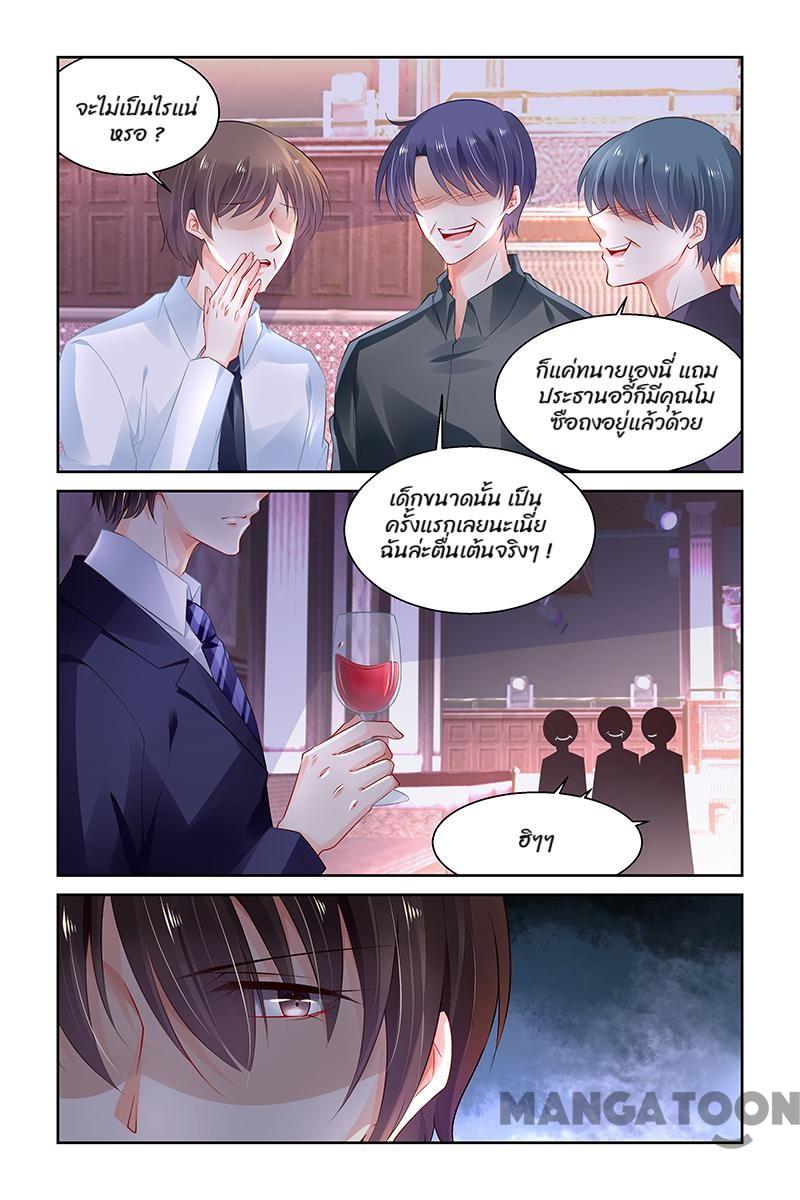 จะไม่เป็นไรแน่
หรอ ?
ก็แค่ทนายเองนี่ แถม
ประธานอวี้ก็มีคุณโม
ซือถงอยู่แล้วด้วย
เด็กขนาดนั้น เป็น
ครั้งแรกเลยนะเนี่ย
ฉันล่ะตื่นเต้นจริงๆ !
ฮิๆๆ
MANGATOON